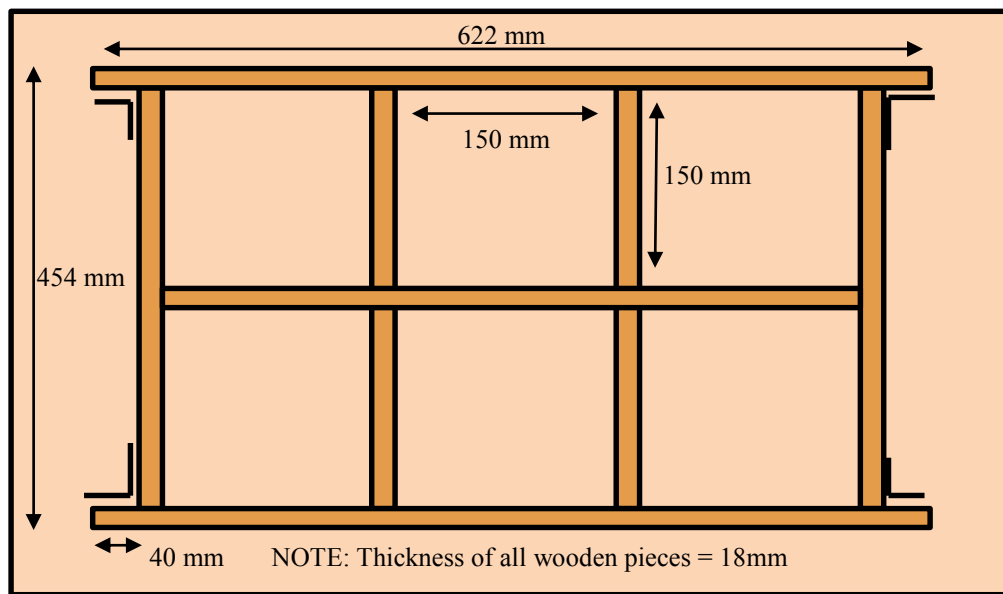 622 mm
150 mm
150 mm
454 mm
40 mm
NOTE: Thickness of all wooden pieces = 18mm